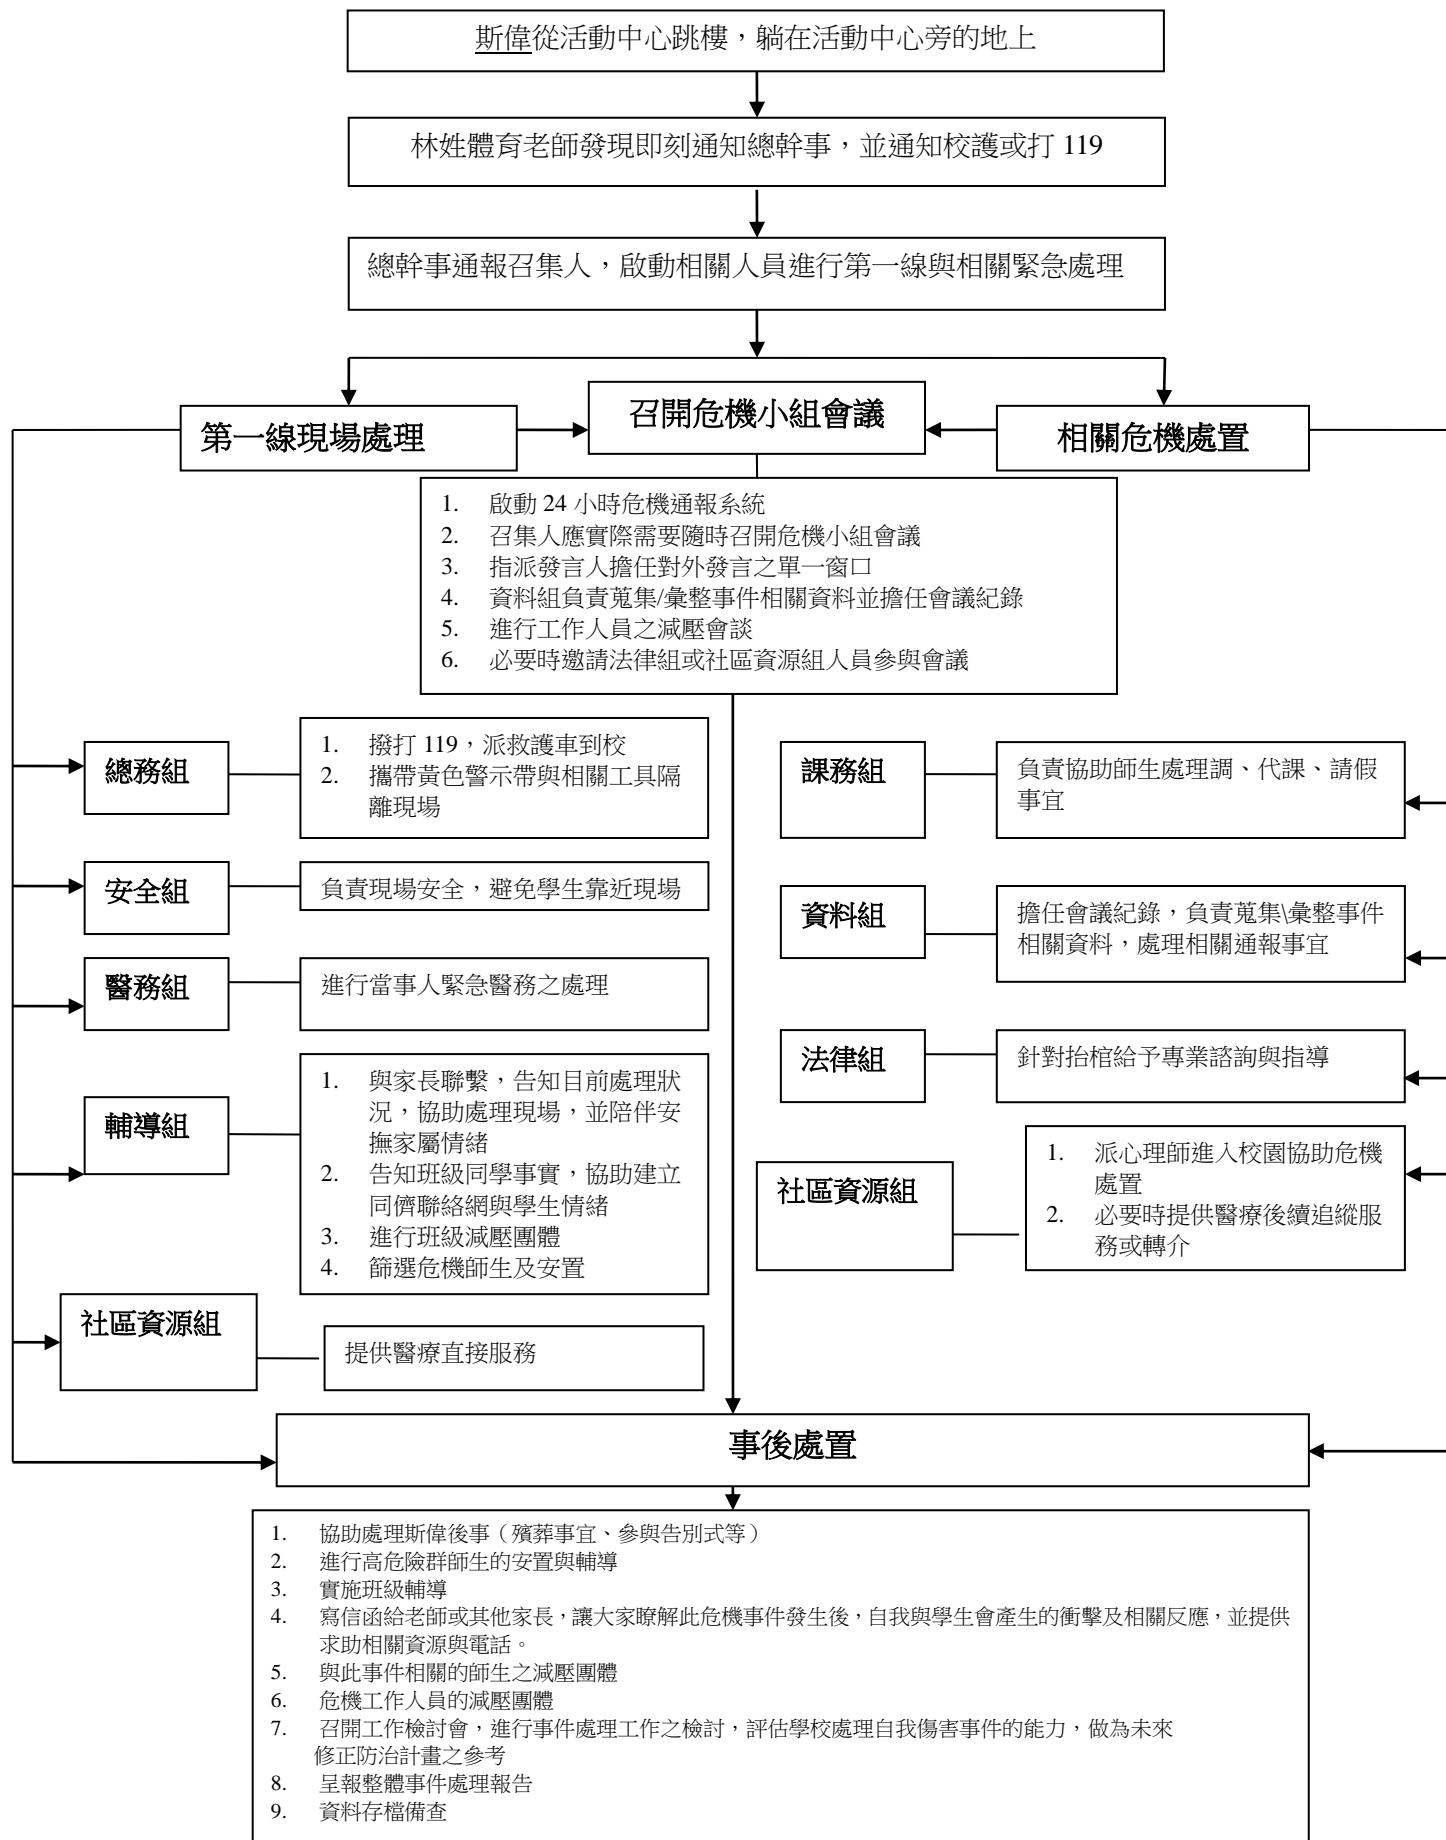 斯偉從活動中心跳樓，躺在活動中心旁的地上
林姓體育老師發現即刻通知總幹事，並通知校護或打 119
總幹事通報召集人，啟動相關人員進行第一線與相關緊急處理
第一線現場處理
召開危機小組會議
相關危機處置
1. 啟動 24 小時危機通報系統
2. 召集人應實際需要隨時召開危機小組會議
3. 指派發言人擔任對外發言之單一窗口
4. 資料組負責蒐集/彙整事件相關資料並擔任會議紀錄
5. 進行工作人員之減壓會談
6. 必要時邀請法律組或社區資源組人員參與會議
總務組
1. 撥打 119，派救護車到校
2. 攜帶黃色警示帶與相關工具隔
離現場
安全組
負責現場安全，避免學生靠近現場
醫務組
進行當事人緊急醫務之處理
輔導組
1. 與家長聯繫，告知目前處理狀
況，協助處理現場，並陪伴安
撫家屬情緒
2. 告知班級同學事實，協助建立
同儕聯絡網與學生情緒
3. 進行班級減壓團體
4. 篩選危機師生及安置
社區資源組
提供醫療直接服務
課務組
負責協助師生處理調、代課、請假
事宜
資料組
擔任會議紀錄，負責蒐集\彙整事件
相關資料，處理相關通報事宜
法律組
針對抬棺給予專業諮詢與指導
社區資源組
1. 派心理師進入校園協助危機
處置
2. 必要時提供醫療後續追縱服
務或轉介
事後處置
1. 協助處理斯偉後事（殯葬事宜、參與告別式等）
2. 進行高危險群師生的安置與輔導
3. 實施班級輔導
4. 寫信函給老師或其他家長，讓大家瞭解此危機事件發生後，自我與學生會產生的衝擊及相關反應，並提供
求助相關資源與電話。
5. 與此事件相關的師生之減壓團體
6. 危機工作人員的減壓團體
7. 召開工作檢討會，進行事件處理工作之檢討，評估學校處理自我傷害事件的能力，做為未來
修正防治計畫之參考
8. 呈報整體事件處理報告
9. 資料存檔備查